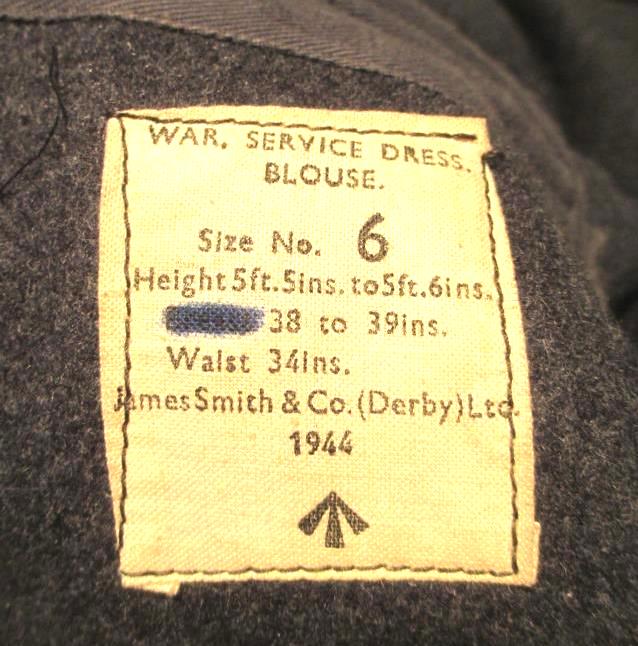 WAR. SERVICE DRESS.
BLOUSE.
Size No. 6
Height 5ft.5ins. to 5ft.6ins.
38 to 39ins.
Waist 34ins.
James Smith & Co. (Derby) Ltd.
1944